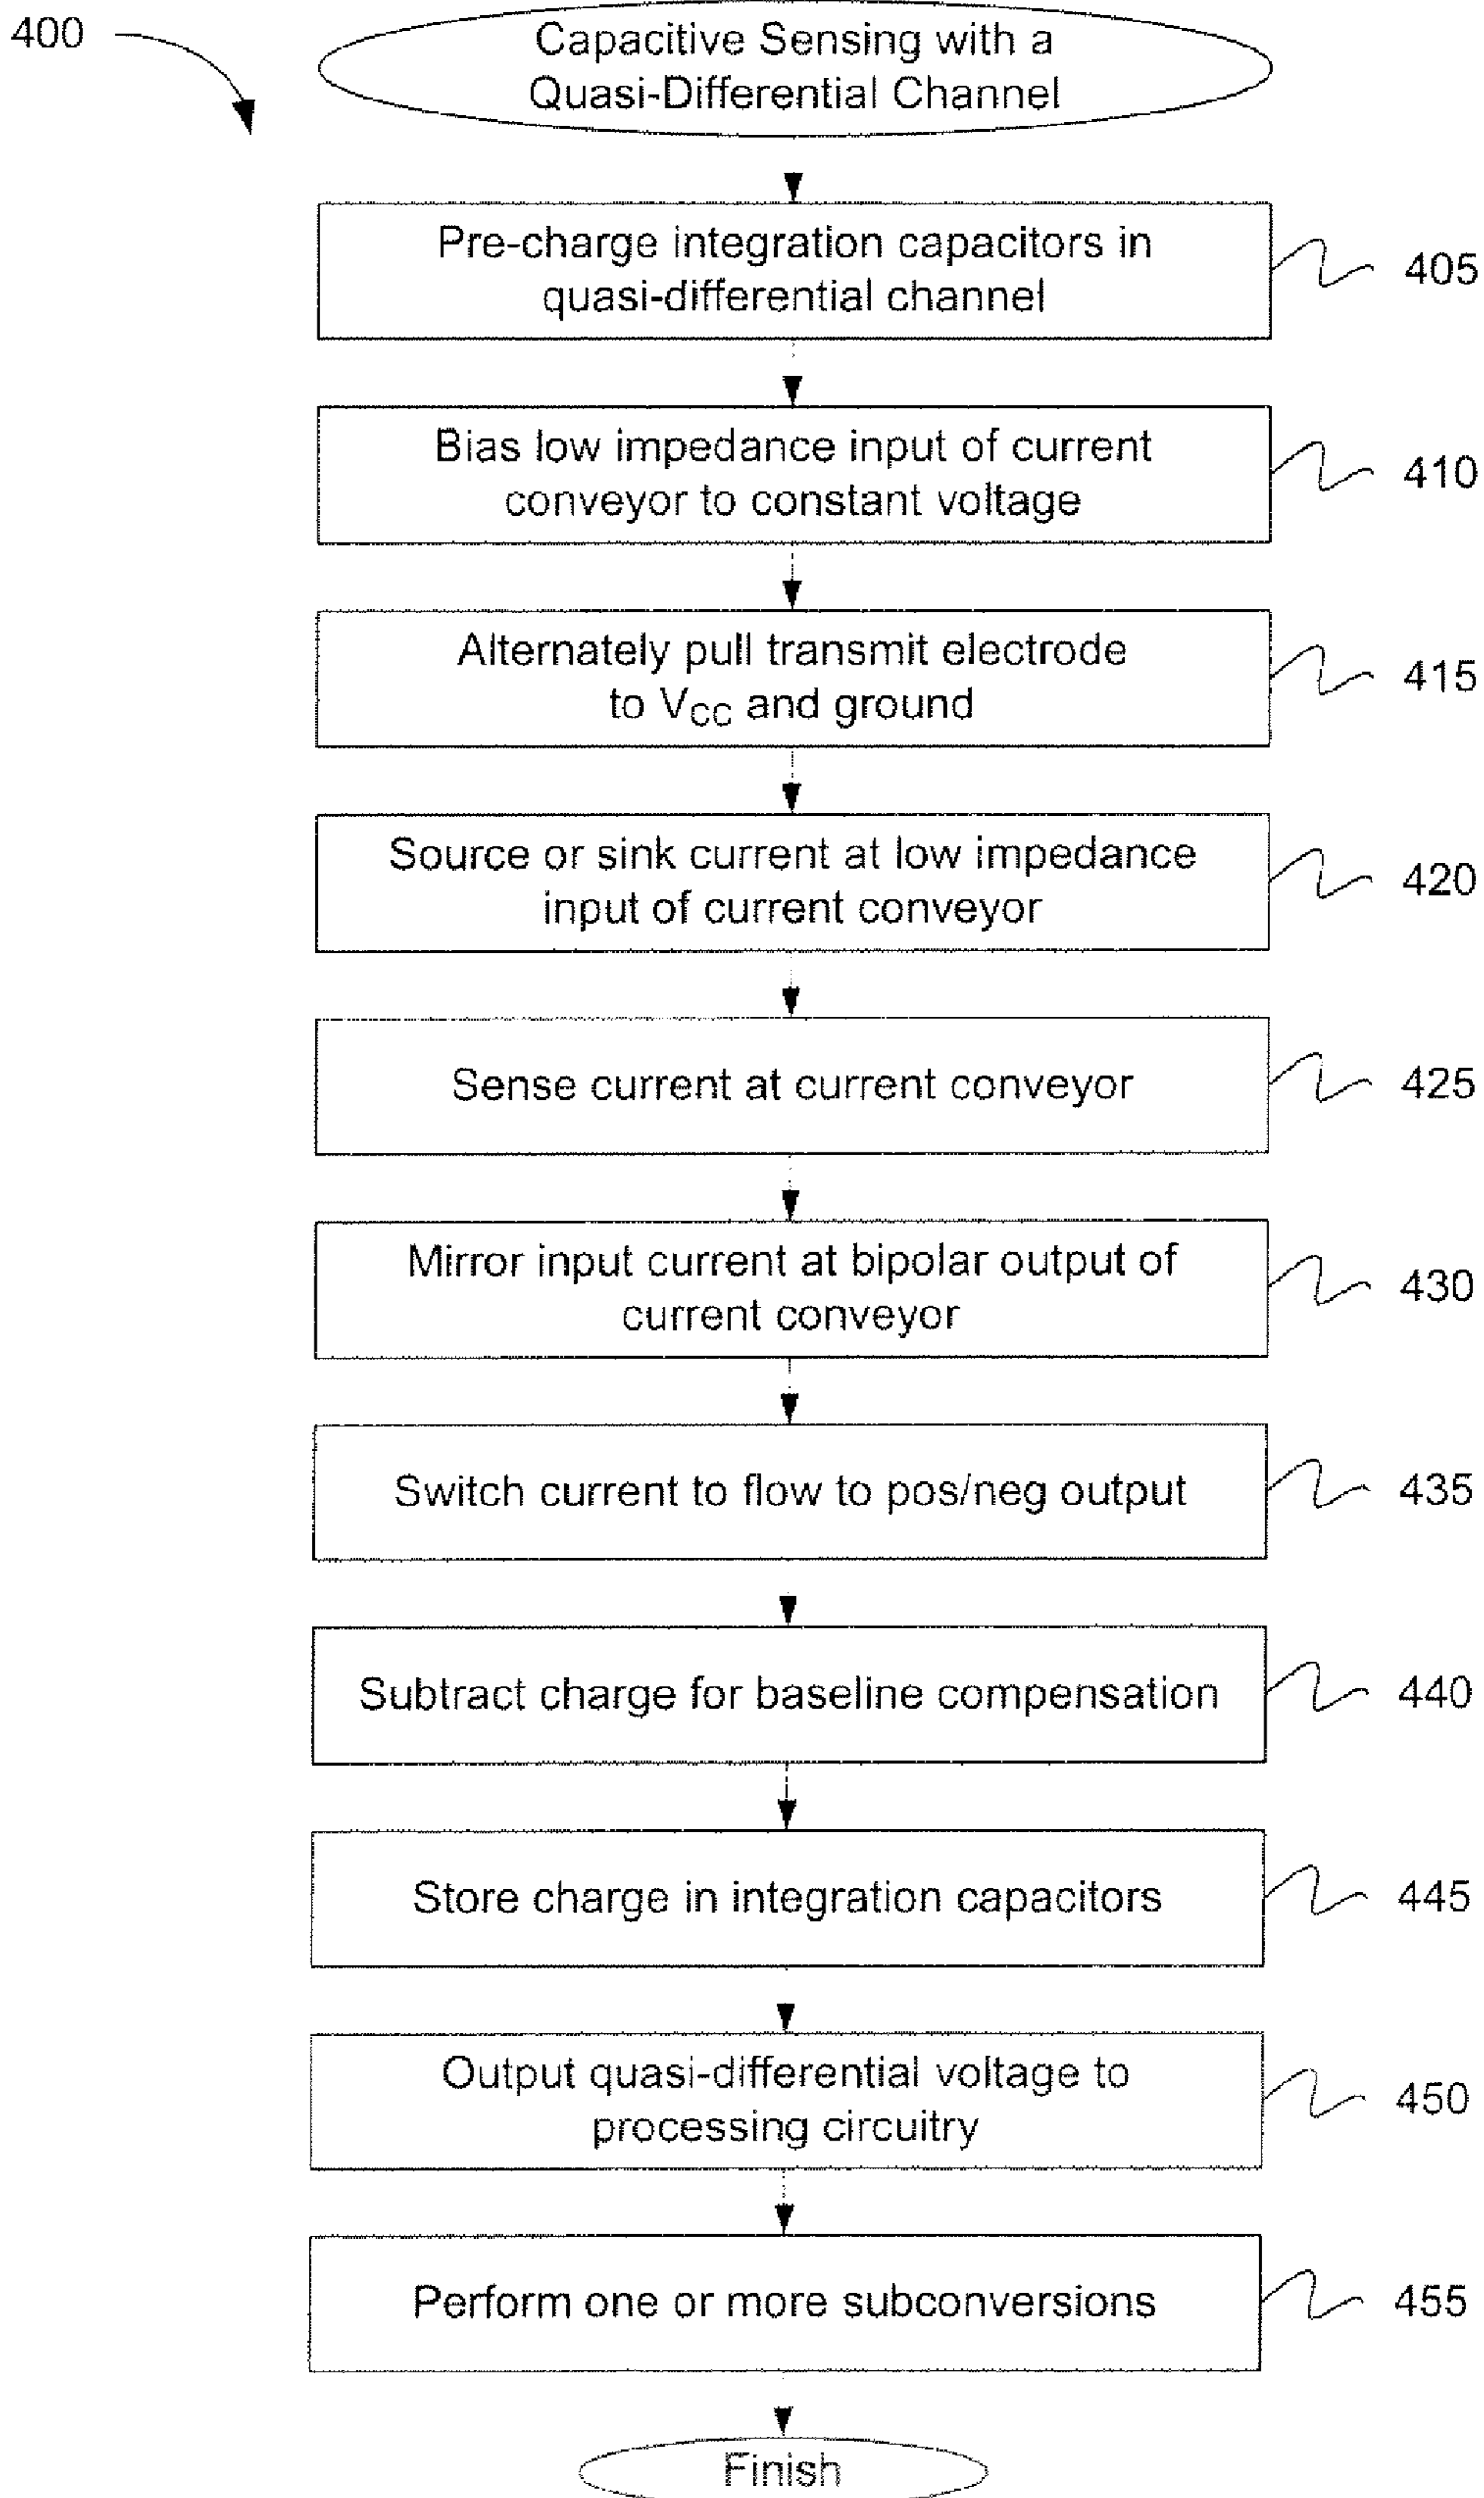 400
Capacitive Sensing with a
Quasi-Differential Channel
Pre-charge integration capacitors in
quasi-differential channel
405
Bias low impedance input of current
conveyor to constant voltage
410
Alternately pull transmit electrode
to VCC and ground
415
Source or sink current at low impedance
input of current conveyor
420
Sense current at current conveyor
425
Mirror input current at bipolar output of
current conveyor
430
Switch current to flow to pos/neg output
435
Subtract charge for baseline compensation
440
Store charge in integration capacitors
445
Output quasi-differential voltage to
processing circuitry
450
Perform one or more subconversions
455
Finish